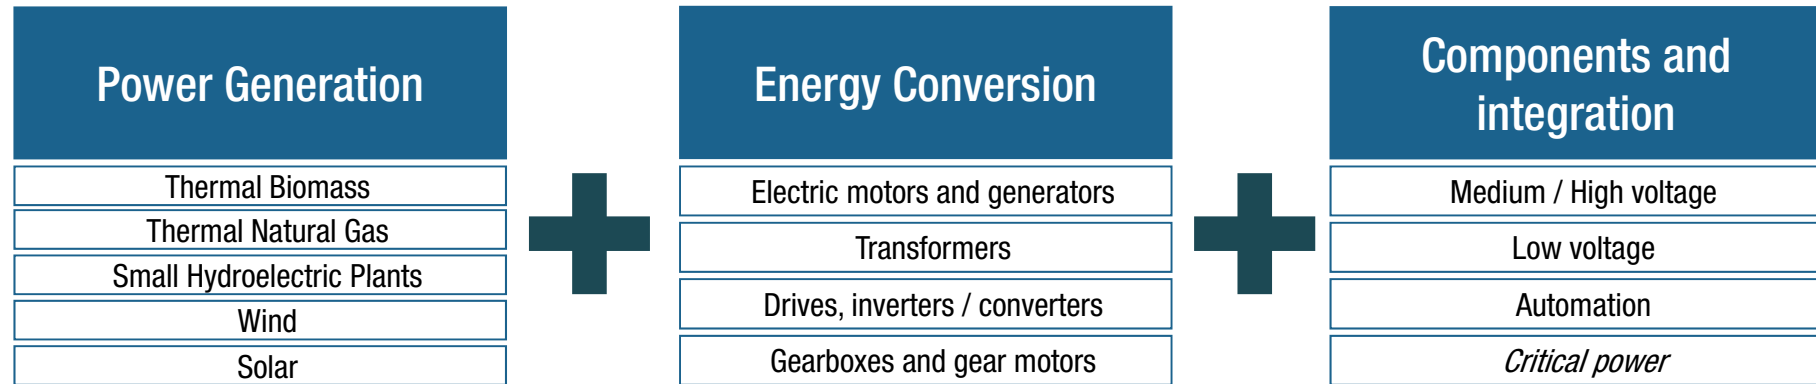 Power Generation
Thermal Biomass
Thermal Natural Gas
Small Hydroelectric Plants
Wind
Solar
Energy Conversion
Electric motors and generators
Transformers
Drives, inverters / converters
Gearboxes and gear motors
Components and
integration
Medium / High voltage
Low voltage
Automation
Critical power